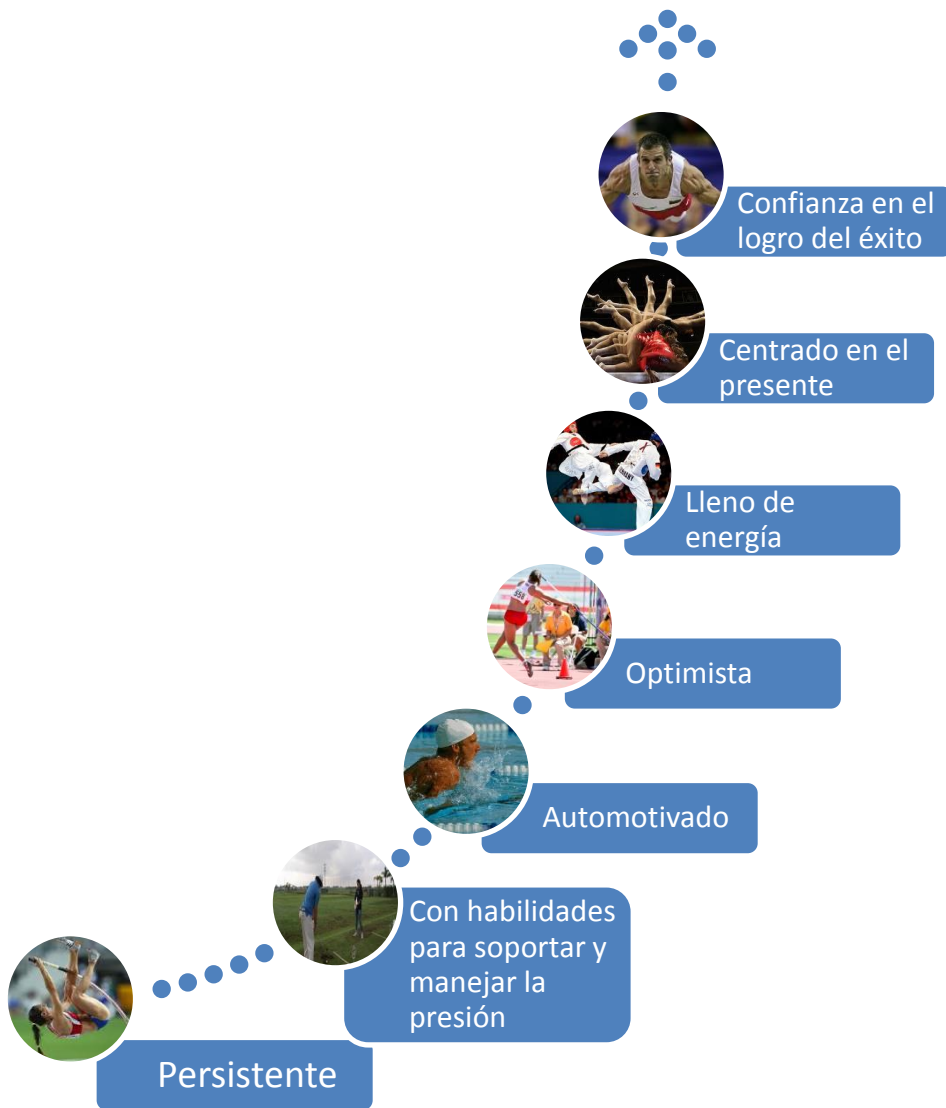 Confianza en el
logro del éxito
Centrado en el
presente
Lleno de
energía
Optimista
Automotivado
Con habilidades
para soportar y
manejar la
presión
Persistente